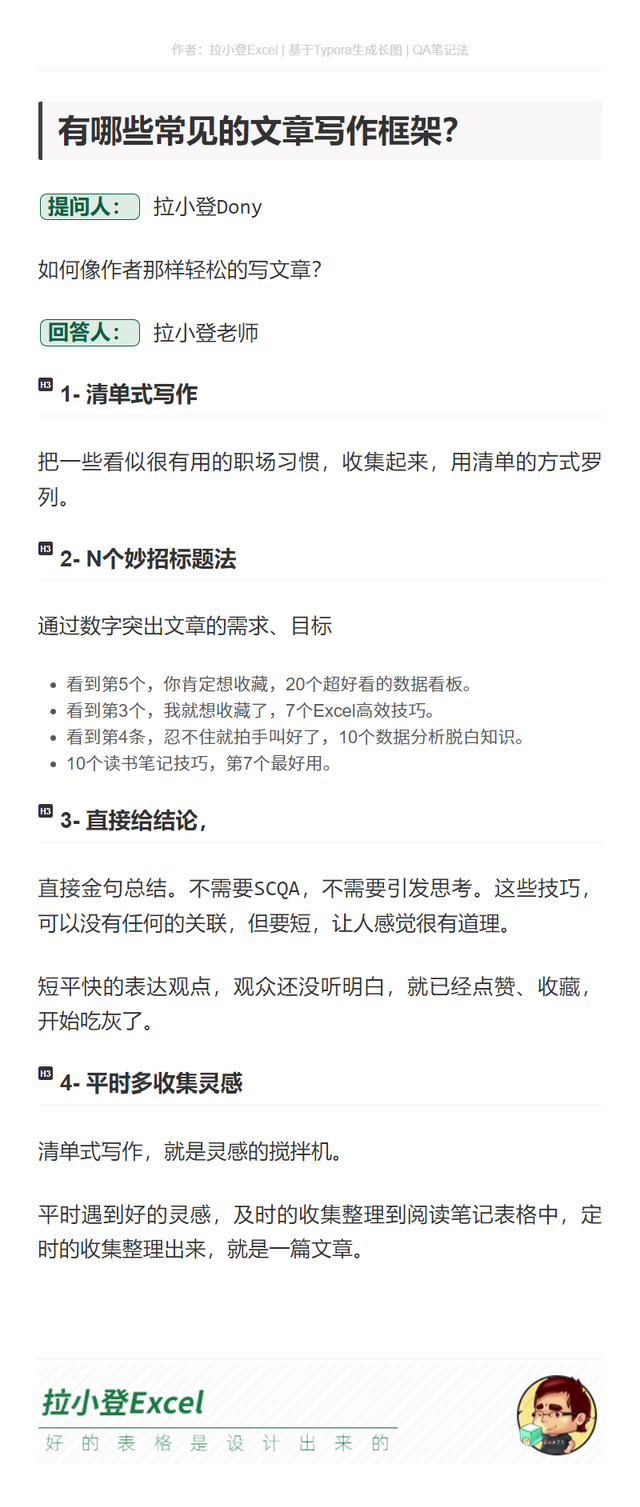 作者：拉小登Excel | 基于Typora生成长图 | QA笔记法
有哪些常见的文章写作框架？
提问人： 拉小登Dony
如何像作者那样轻松的写文章？
回答人： 拉小登老师
H3 1- 清单式写作
把一些看似很有用的职场习惯，收集起来，用清单的方式罗
列。
H3 2- N个妙招标题法
通过数字突出文章的需求、目标
• 看到第5个，你肯定想收藏，20个超好看的数据看板。
• 看到第3个，我就想收藏了，7个Excel高效技巧。
• 看到第4条，忍不住就拍手叫好了，10个数据分析脱白知识。
• 10个读书笔记技巧，第7个最好用。
H3 3- 直接给结论，
直接金句总结。不需要SCQA，不需要引发思考。这些技巧，
可以没有任何的关联，但要短，让人感觉很有道理。
短平快的表达观点，观众还没听明白，就已经点赞、收藏，
开始吃灰了。
H3 4- 平时多收集灵感
清单式写作，就是灵感的搅拌机。
平时遇到好的灵感，及时的收集整理到阅读笔记表格中，定
时的收集整理出来，就是一篇文章。
拉小登Excel
好的表格是设计出来的